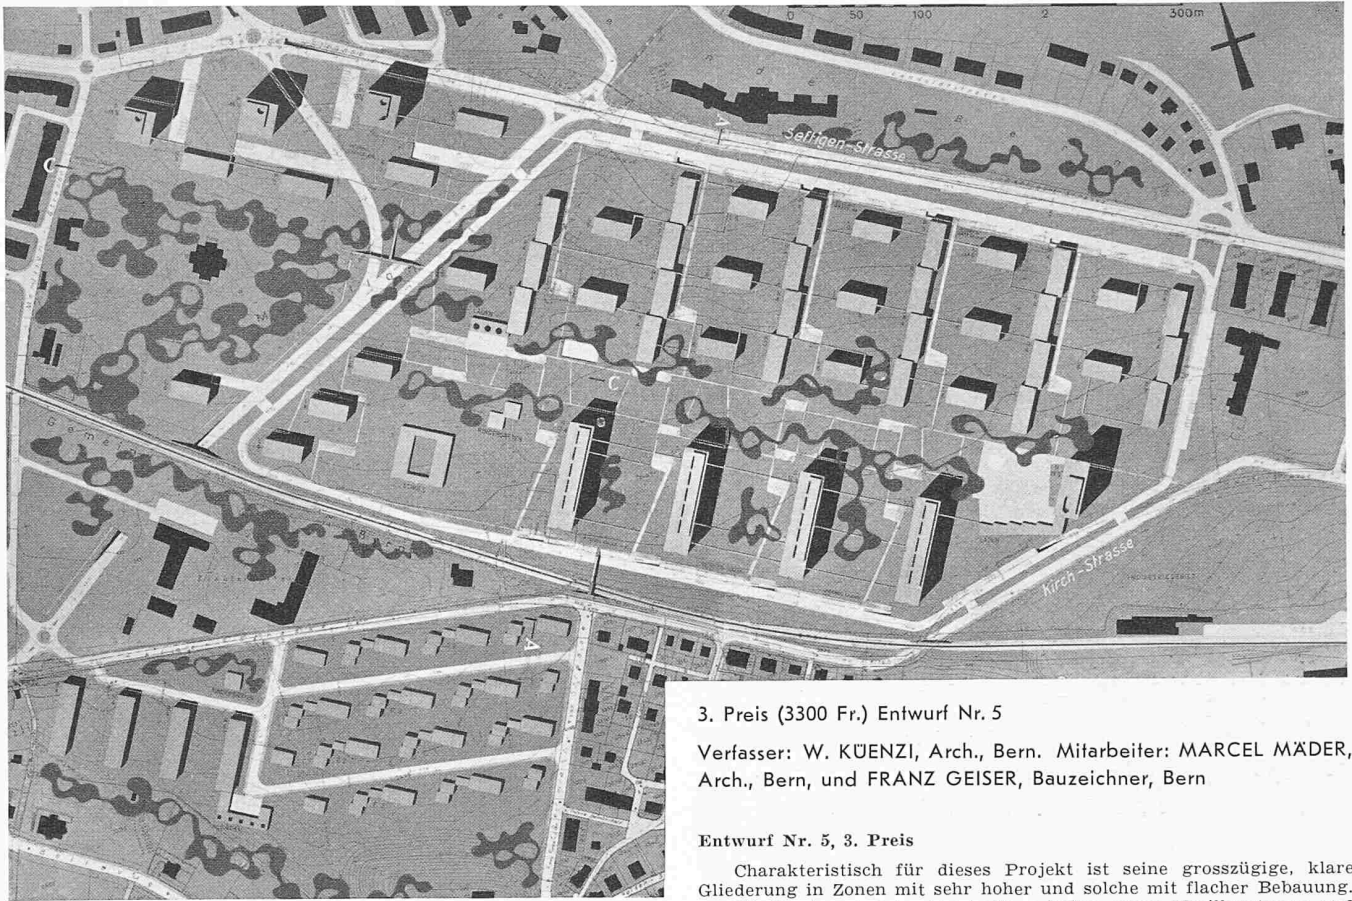 0 50 100 2 300m
Seftigen-Strasse
A
C
C
Kirch-Strasse
A
3. Preis (3300 Fr.) Entwurf Nr. 5
Verfasser: W. KÜENZI, Arch., Bern. Mitarbeiter: MARCEL MÄDER,
Arch., Bern, und FRANZ GEISER, Bauzeichner, Bern
Entwurf Nr. 5, 3. Preis
Charakteristisch für dieses Projekt ist seine grosszügige, klare
Gliederung in Zonen mit sehr hoher und solche mit flacher Bebauung.